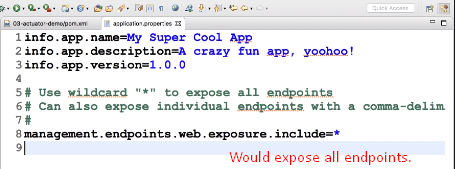 Quick Access
03-actuator-demo/pom.xml
application.properties
1 info.app.name=My Super Cool App
2 info.app.description=A crazy fun app, yoohoo!
3 info.app.version=1.0.0
4
5 # Use wildcard "*" to expose all endpoints
6 # Can also expose individual endpoints with a comma-delim
7 #
8 management.endpoints.web.exposure.include=*
9
Would expose all endpoints.